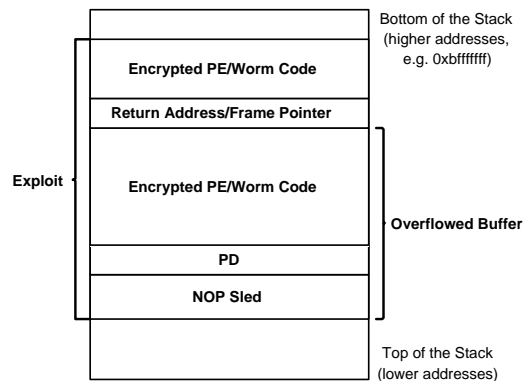 Bottom of the Stack
(higher addresses,
e.g. 0xbfffffff)
Encrypted PE/Worm Code
Return Address/Frame Pointer
Exploit
Encrypted PE/Worm Code
Overflowed Buffer
PD
NOP Sled
Top of the Stack
(lower addresses)